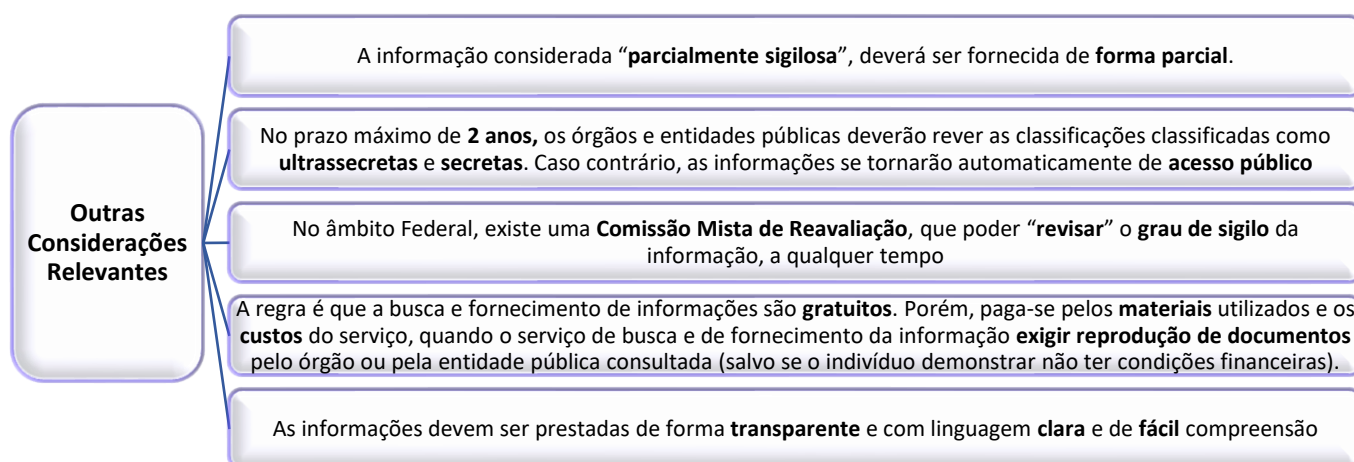 Outras
Considerações
Relevantes
A informação considerada “parcialmente sigilosa”, deverá ser fornecida de forma parcial.
No prazo máximo de 2 anos, os órgãos e entidades públicas deverão rever as classificações classificadas como
ultrassecretas e secretas. Caso contrário, as informações se tornarão automaticamente de acesso público
No âmbito Federal, existe uma Comissão Mista de Reavaliação, que poder “revisar” o grau de sigilo da
informação, a qualquer tempo
A regra é que a busca e fornecimento de informações são gratuitos. Porém, paga-se pelos materiais utilizados e os
custos do serviço, quando o serviço de busca e de fornecimento da informação exigir reprodução de documentos
pelo órgão ou pela entidade pública consultada (salvo se o indivíduo demonstrar não ter condições financeiras).
As informações devem ser prestadas de forma transparente e com linguagem clara e de fácil compreensão